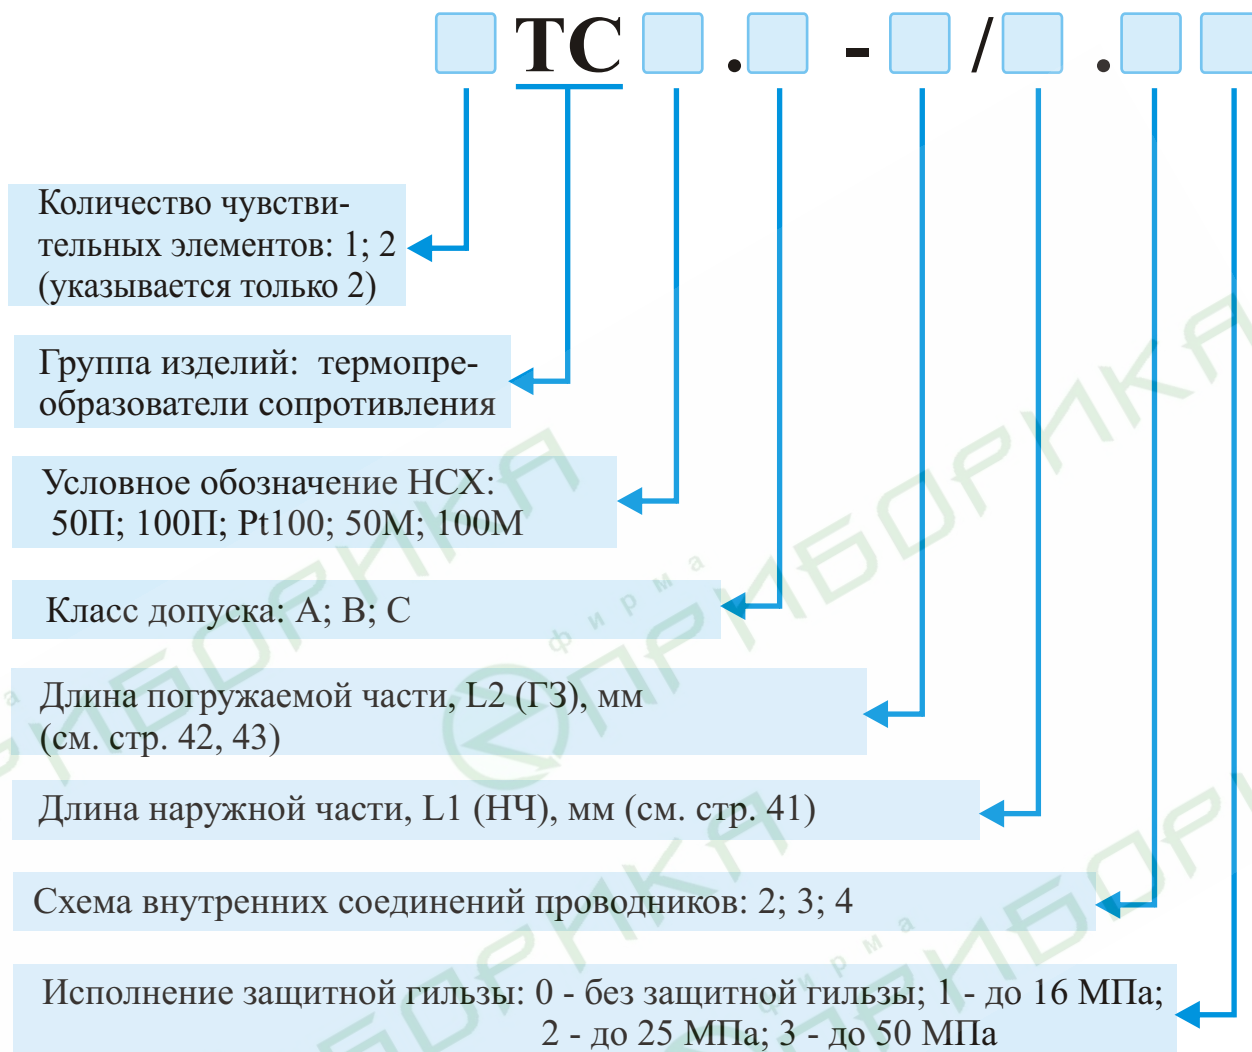 ТС . - / .
Количество чувстви-
тельных элементов: 1; 2
(указывается только 2)
Группа изделий: термопре-
образователи сопротивления
Условное обозначение НСХ:
50П; 100П; Pt100; 50М; 100М
Класс допуска: А; В; С
Длина погружаемой части, L2 (ГЗ), мм
(см. стр. 42, 43)
Длина наружной части, L1 (НЧ), мм (см. стр. 41)
Схема внутренних соединений проводников: 2; 3; 4
Исполнение защитной гильзы: 0 - без защитной гильзы; 1 - до 16 МПа;
2 - до 25 МПа; 3 - до 50 МПа
фирма
ПРИБОРИКА